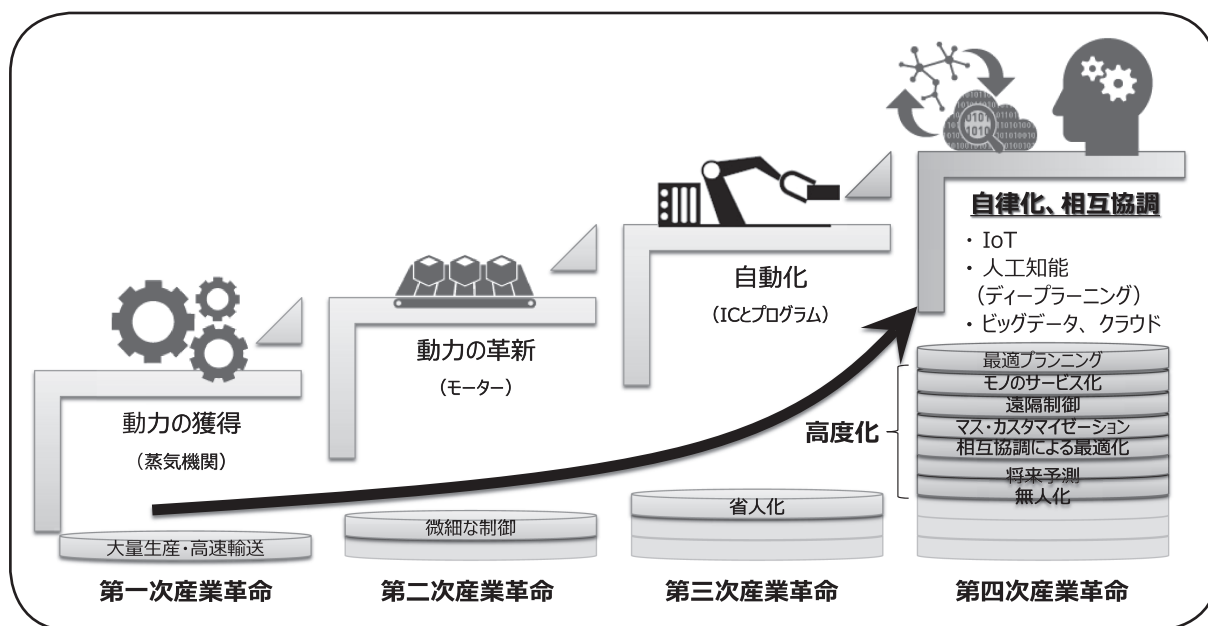 動力の獲得
(蒸気機関)
大量生産・高速輸送
第一次産業革命
動力の革新
(モーター)
微細な制御
第二次産業革命
自動化
(ICとプログラム)
省人化
第三次産業革命
自律化、相互協調
・ IoT
・ 人工知能
(ディープラーニング)
・ ビッグデータ、クラウド
高度化
最適プランニング
モノのサービス化
遠隔制御
マス・カスタマイゼーション
相互協調による最適化
将来予測
無人化
第四次産業革命